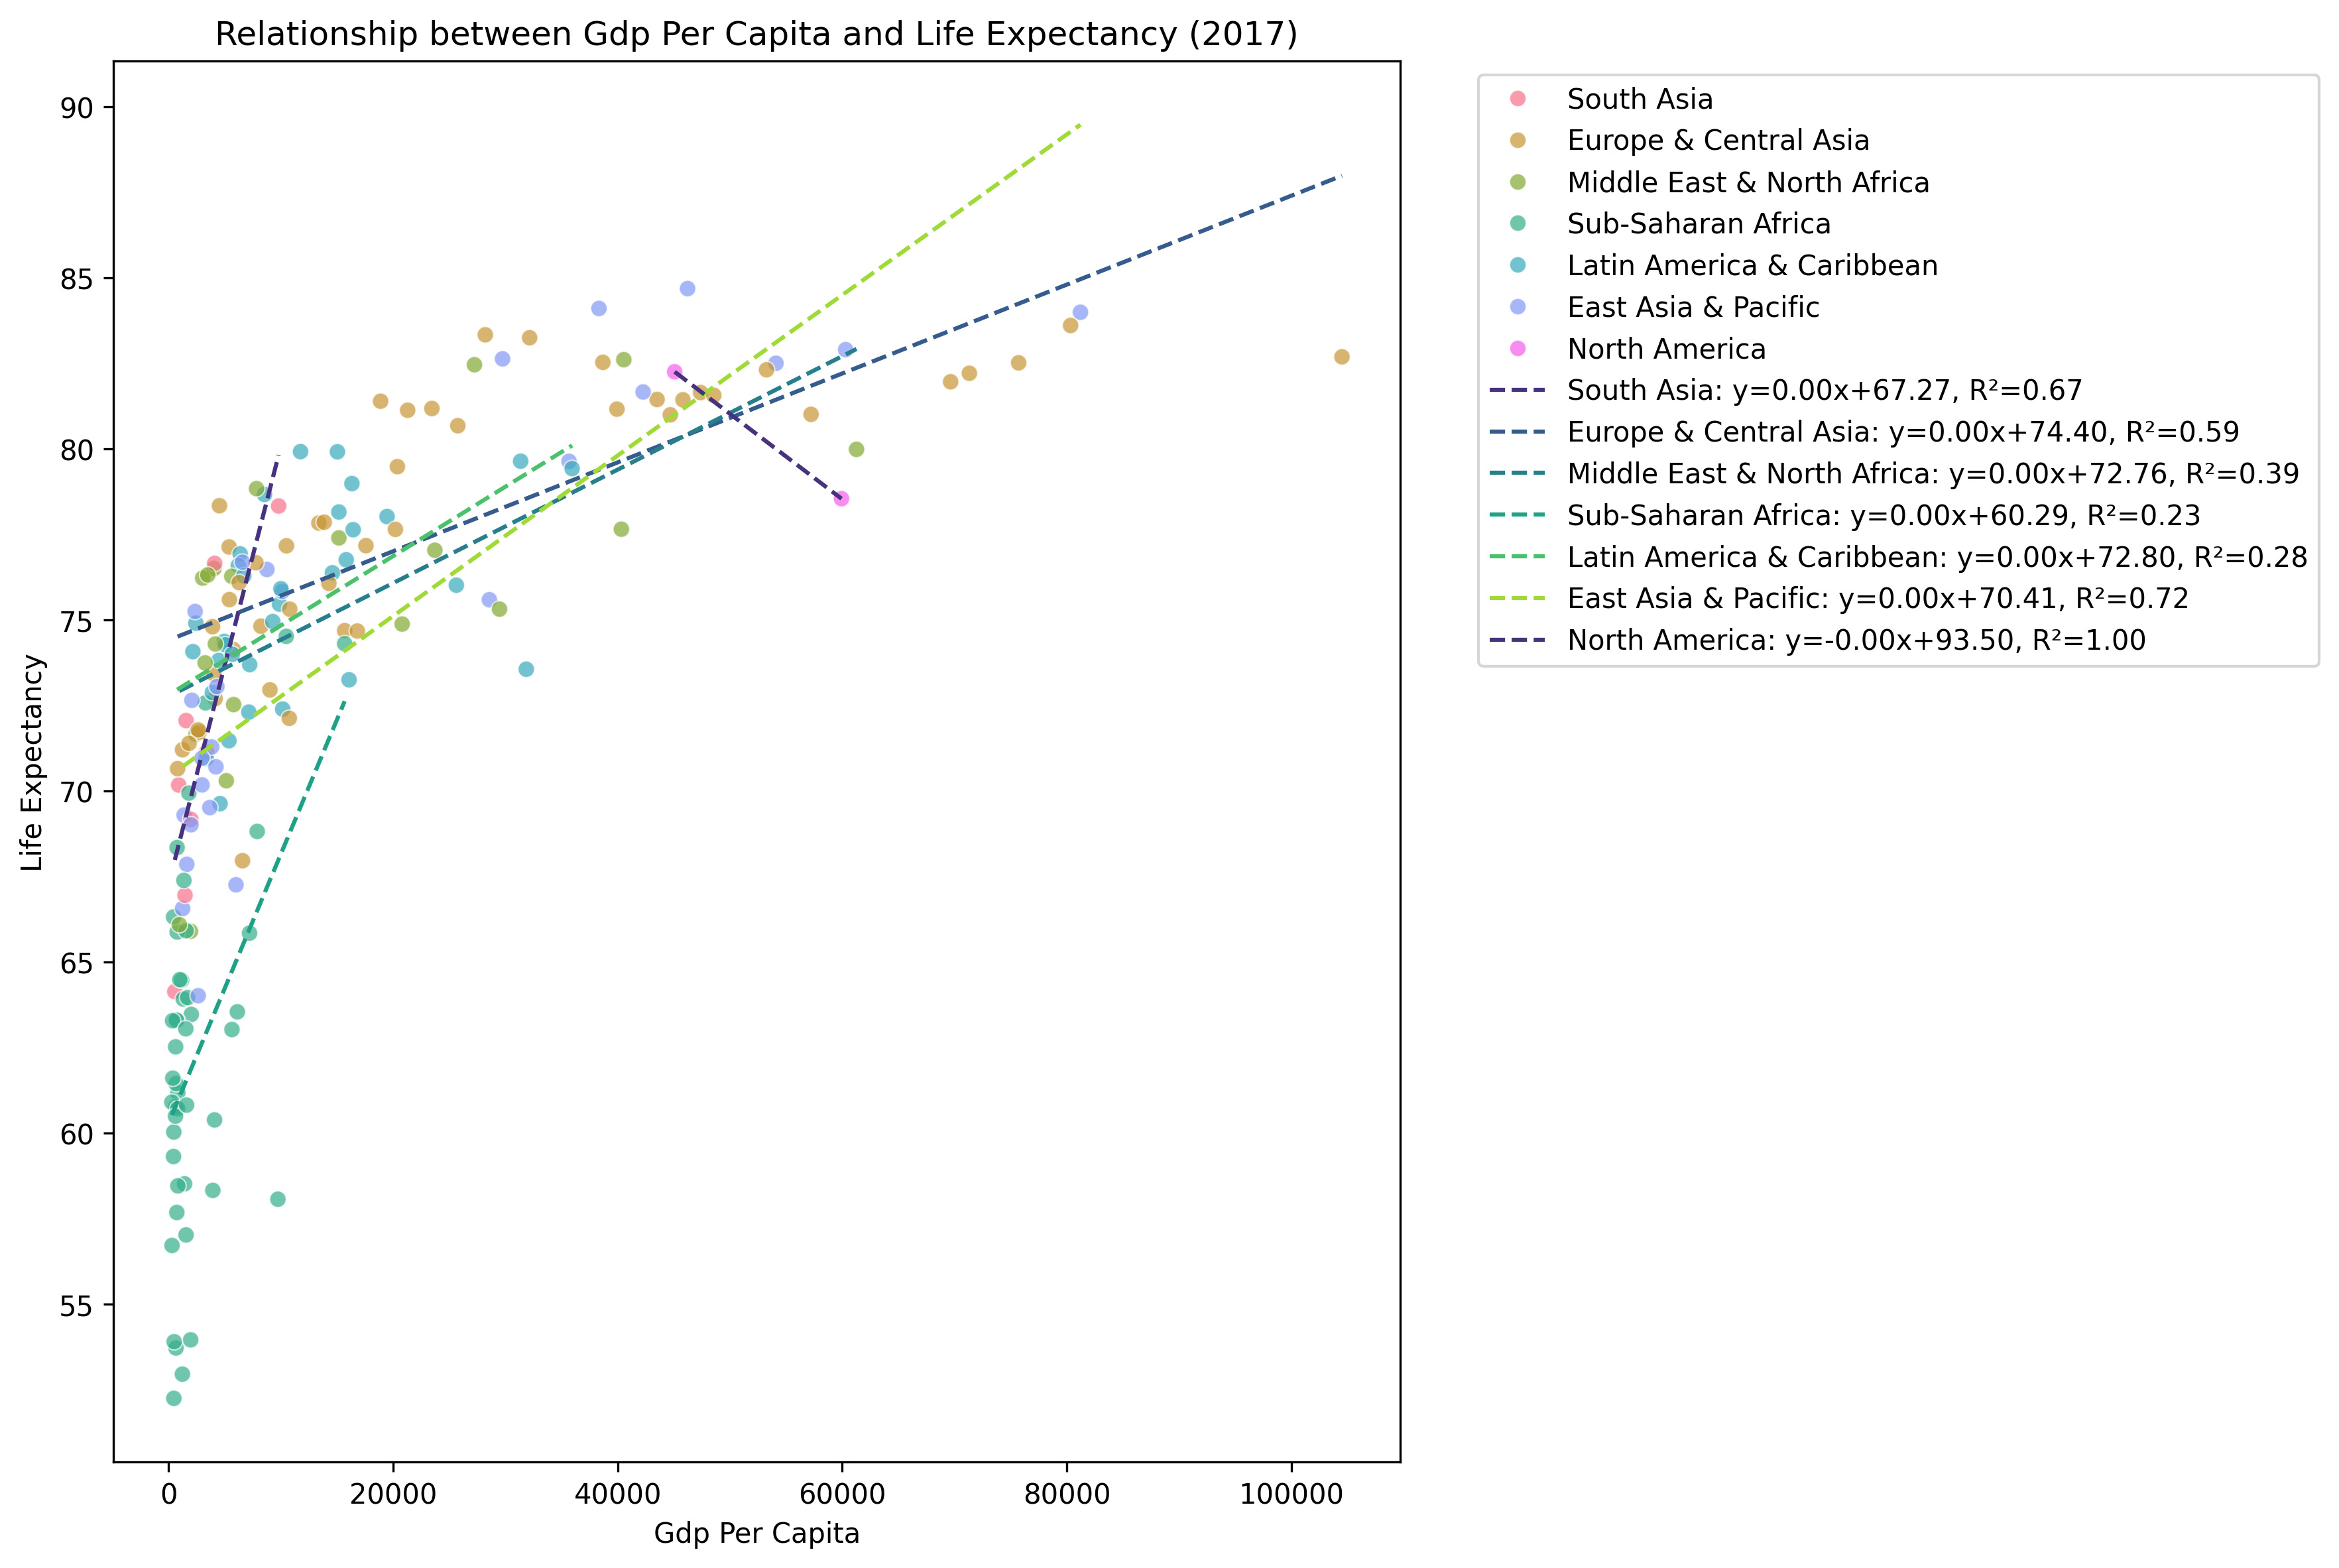 Relationship between Gdp Per Capita and Life Expectancy (2017)
90
85
80
75
70
65
60
55
Life Expectancy
0
20000
40000
60000
80000
100000
Gdp Per Capita
South Asia
Europe & Central Asia
Middle East & North Africa
Sub-Saharan Africa
Latin America & Caribbean
East Asia & Pacific
North America
South Asia: y=0.00x+67.27, R²=0.67
Europe & Central Asia: y=0.00x+74.40, R²=0.59
Middle East & North Africa: y=0.00x+72.76, R²=0.39
Sub-Saharan Africa: y=0.00x+60.29, R²=0.23
Latin America & Caribbean: y=0.00x+72.80, R²=0.28
East Asia & Pacific: y=0.00x+70.41, R²=0.72
North America: y=-0.00x+93.50, R²=1.00